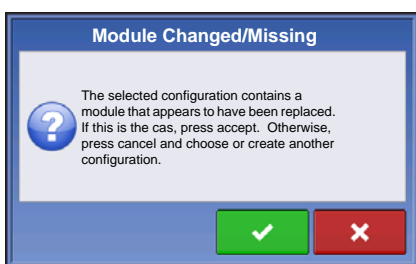 Module Changed/Missing
The selected configuration contains a
module that appears to have been replaced.
If this is the cas, press accept. Otherwise,
press cancel and choose or create another
configuration.